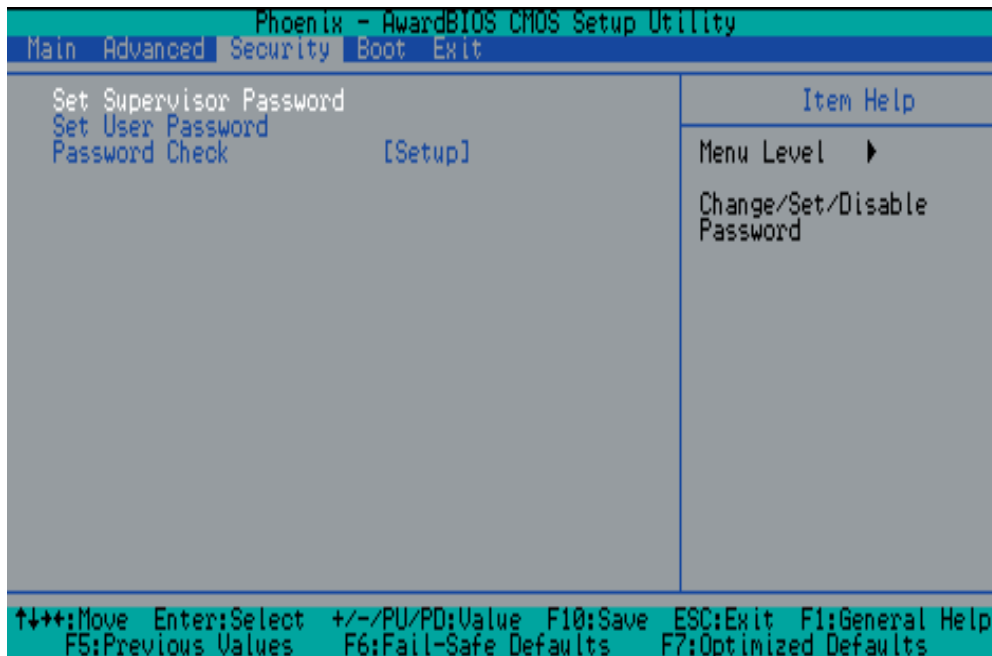 Phoenix - AwardBIOS CMOS Setup Utility
Main Advanced Security Boot Exit
Set Supervisor Password
Set User Password
Password Check [Setup]
Item Help
Menu Level ▶
Change/Set/Disable
Password
↑↓→←:Move Enter:Select +/-/PU/PD:Value F10:Save ESC:Exit F1:General Help
F5:Previous Values F6:Fail-Safe Defaults F7:Optimized Defaults